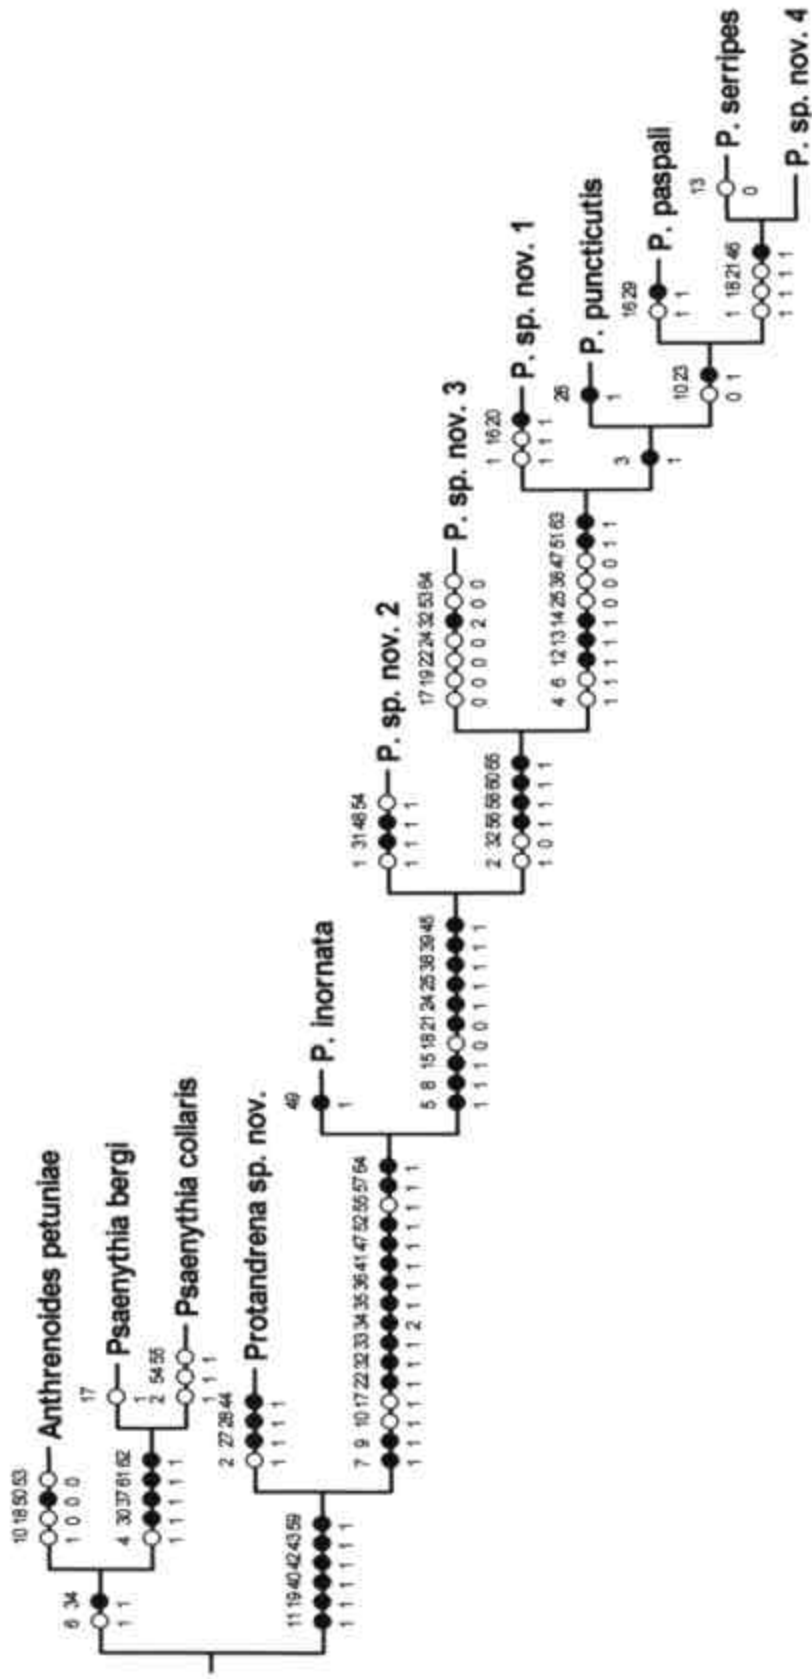 10 18 50 53
Anthrenoides petuniae
1 0 0 0
6 34
1 1
17
Psaenythia bergi
1
4 30 37 61 62
1 1 1 1 1
2 54 55
Psaenythia collaris
1 1 1
2 27 28 44
Protandrena sp. nov.
1 1 1 1
11 19 40 42 43 59
1 1 1 1 1 1
49
P. inornata
1
7 9 10 17 22 32 33 34 35 36 41 47 52 55 57 64
1 1 1 1 1 1 1 2 1 1 1 1 1 1 1 1
1 31 48 54
P. sp. nov. 2
1 1 1 1
5 8 15 18 21 24 25 38 39 45
1 1 1 0 0 1 1 1 1 1
17 19 22 24 32 53 64
P. sp. nov. 3
0 0 0 0 2 0 0
2 32 56 58 60 65
1 0 1 1 1 1
1 16 20
P. sp. nov. 1
1 1 1
4 6 12 13 14 25 36 47 51 63
1 1 1 1 1 0 0 0 1 1
26
P. puncticutis
1
3
1
16 29
P. paspali
1 1
10 23
0 1
13
P. serripes
0
1 18 21 46
1 1 1 1
P. sp. nov. 4